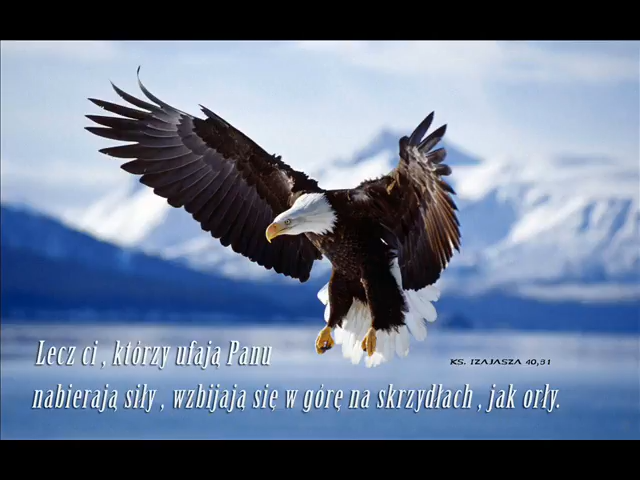 Lecz ci , którzy ufają Panu
KS. IZAJASZA 40,31
nabierają siły , wzbijają się w górę na skrzydłach , jak orły.